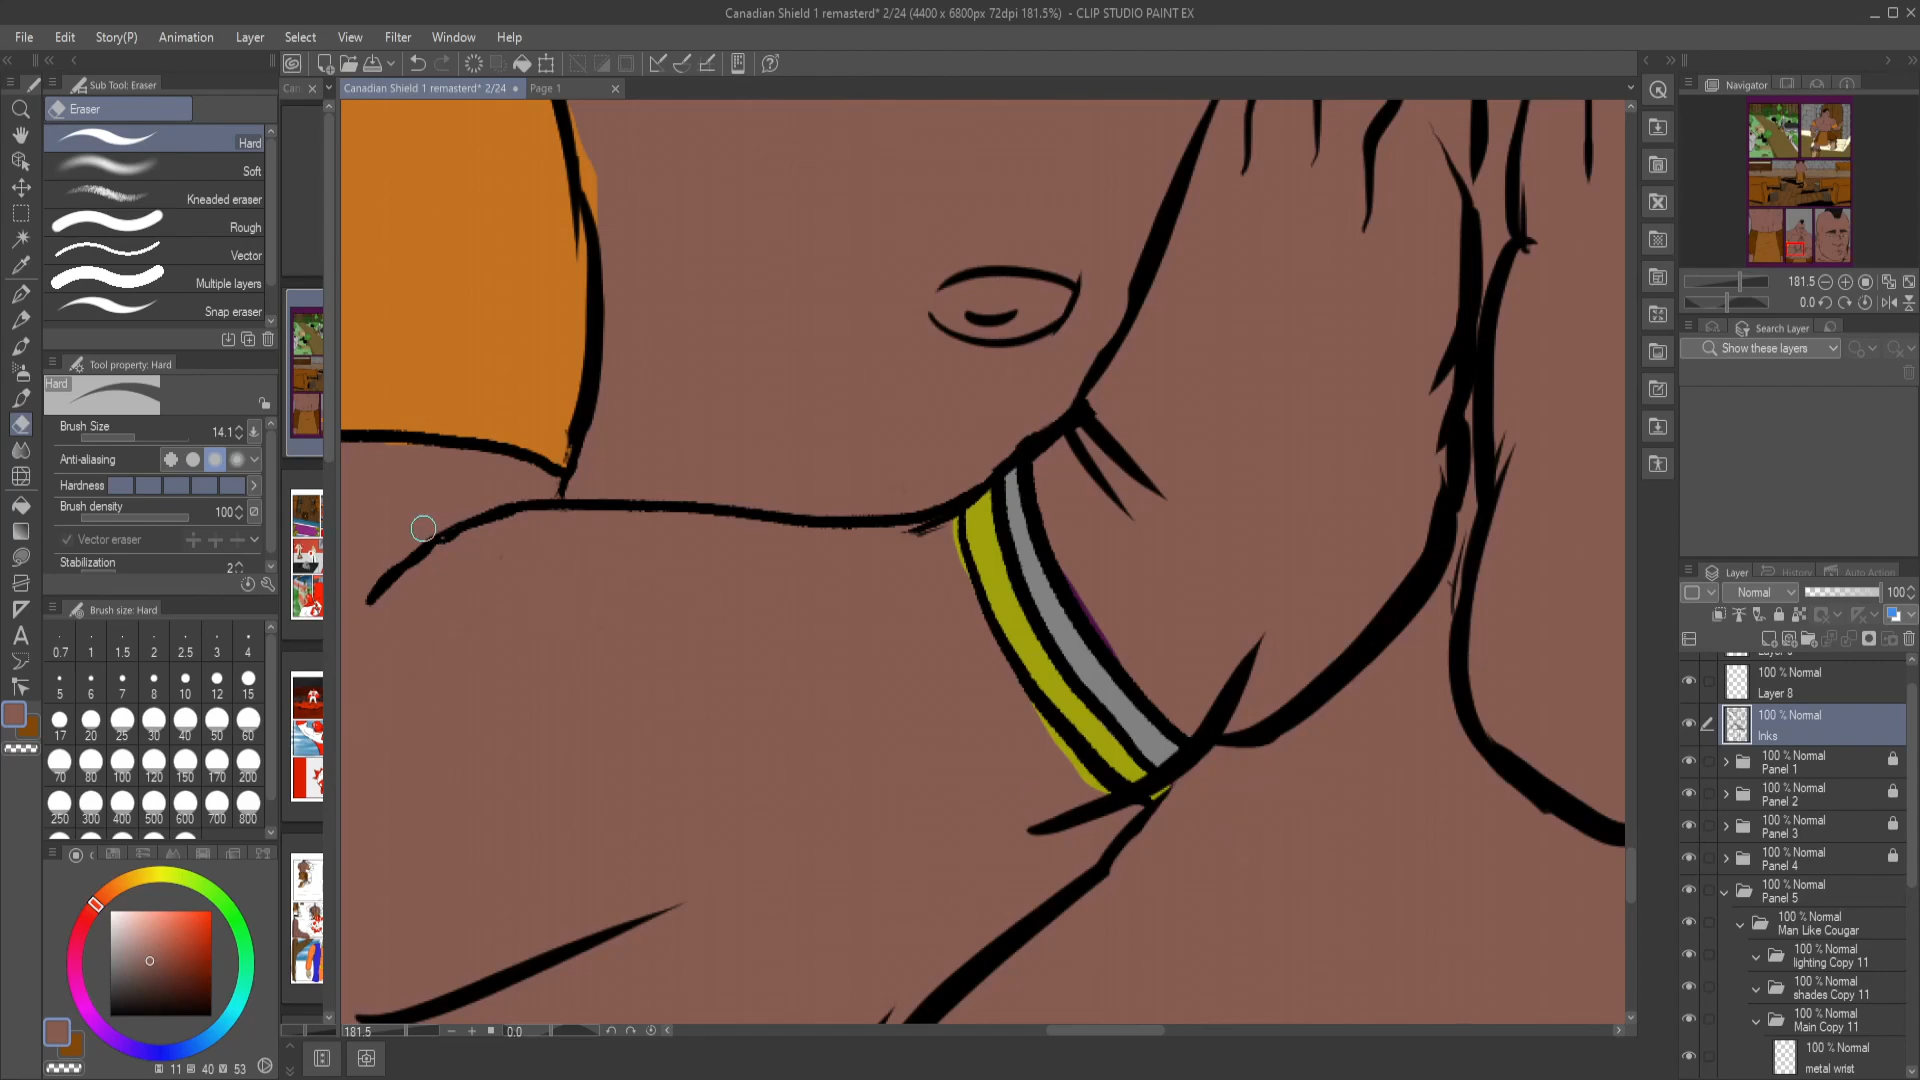 Canadian Shield 1 remasterd* 2/24 (4400 x 6800px 72dpi 181.5%) - CLIP STUDIO PAINT EX
File Edit Story(P) Animation Layer Select View Filter Window Help
Sub Tool: Eraser
Canadian Shield 1 remasterd* 2/24
Page 1
Navigator
Eraser
Hard
Soft
Kneaded eraser
Rough
Vector
Multiple layers
Snap eraser
181.5
0.0
Search Layer
Show these layers
Tool property: Hard
Hard
Brush Size 14.1
Anti-aliasing
Hardness
Brush density 100
Vector eraser
Stabilization 2
Brush size: Hard
0.7 1 1.5 2 2.5 3 4
5 6 7 8 10 12 15
17 20 25 30 40 50 60
70 80 100 120 150 170 200
250 300 400 500 600 700 800
11 40 53
181.5
0.0
Layer History Auto Action
Normal 100
100 % Normal
Layer 8
100 % Normal
Inks
100 % Normal
Panel 1
100 % Normal
Panel 2
100 % Normal
Panel 3
100 % Normal
Panel 4
100 % Normal
Panel 5
100 % Normal
Man Like Cougar
100 % Normal
lighting Copy 11
100 % Normal
shades Copy 11
100 % Normal
Main Copy 11
100 % Normal
metal wrist